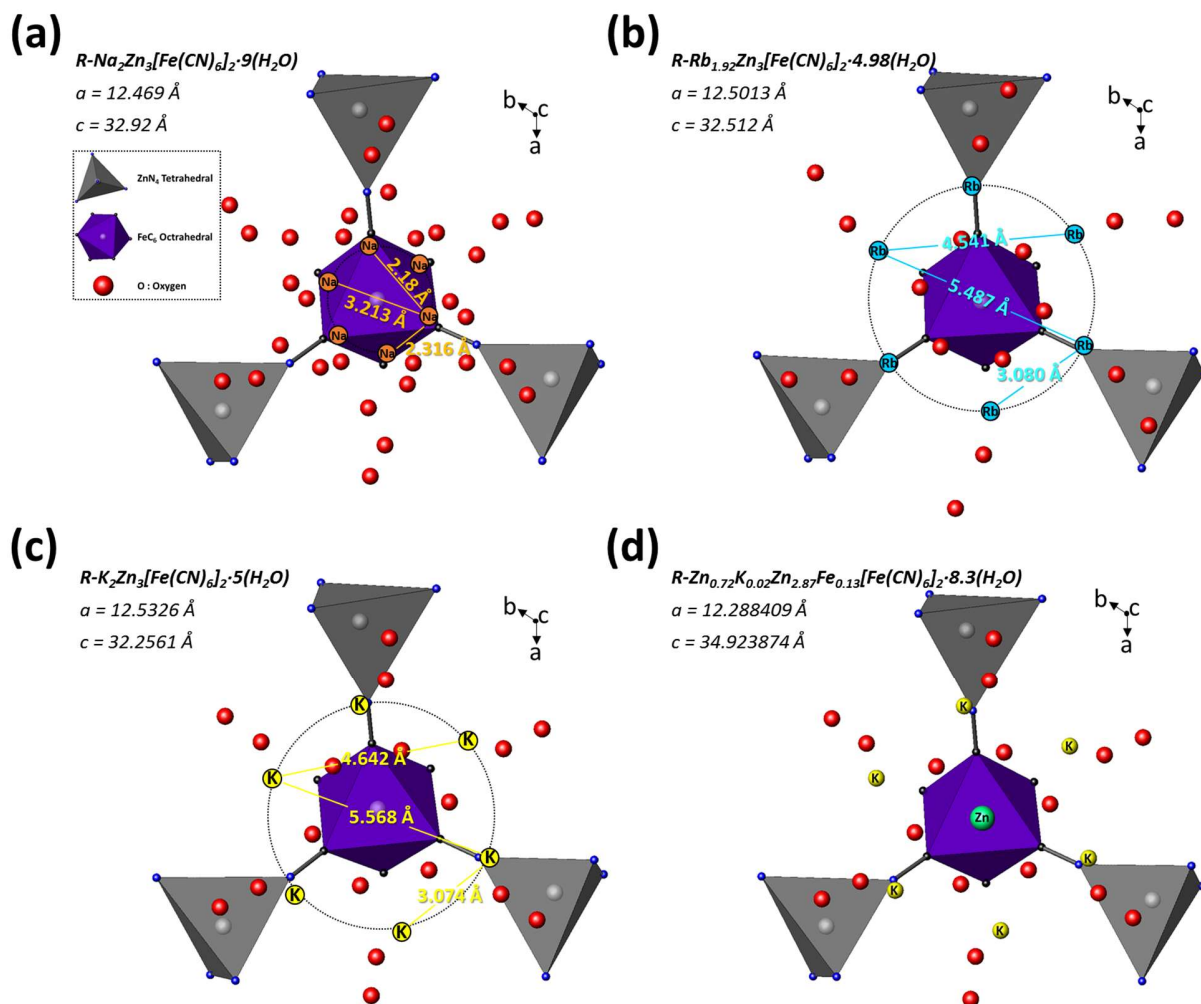 (a)
R-Na₂Zn₃[Fe(CN)₆]₂·9(H₂O)
a = 12.469 Å
c = 32.92 Å
ZnN₄ Tetrahedral
FeC₆ Octrahedral
O : Oxygen
b
c
a
Na
Na
Na
Na
Na
Na
2.18 Å
3.213 Å
2.316 Å
(b)
R-Rb₁.₉₂Zn₃[Fe(CN)₆]₂·4.98(H₂O)
a = 12.5013 Å
c = 32.512 Å
b
c
a
Rb
Rb
Rb
4.541 Å
5.487 Å
Rb
Rb
3.080 Å
Rb
(c)
R-K₂Zn₃[Fe(CN)₆]₂·5(H₂O)
a = 12.5326 Å
c = 32.2561 Å
b
c
a
K
K
K
4.642 Å
5.568 Å
K
K
3.074 Å
K
(d)
R-Zn₀.₇₂K₀.₀₂Zn₂.₈₇Fe₀.₁₃[Fe(CN)₆]₂·8.3(H₂O)
a = 12.288409 Å
c = 34.923874 Å
b
c
a
K
K
K
Zn
K
K
K